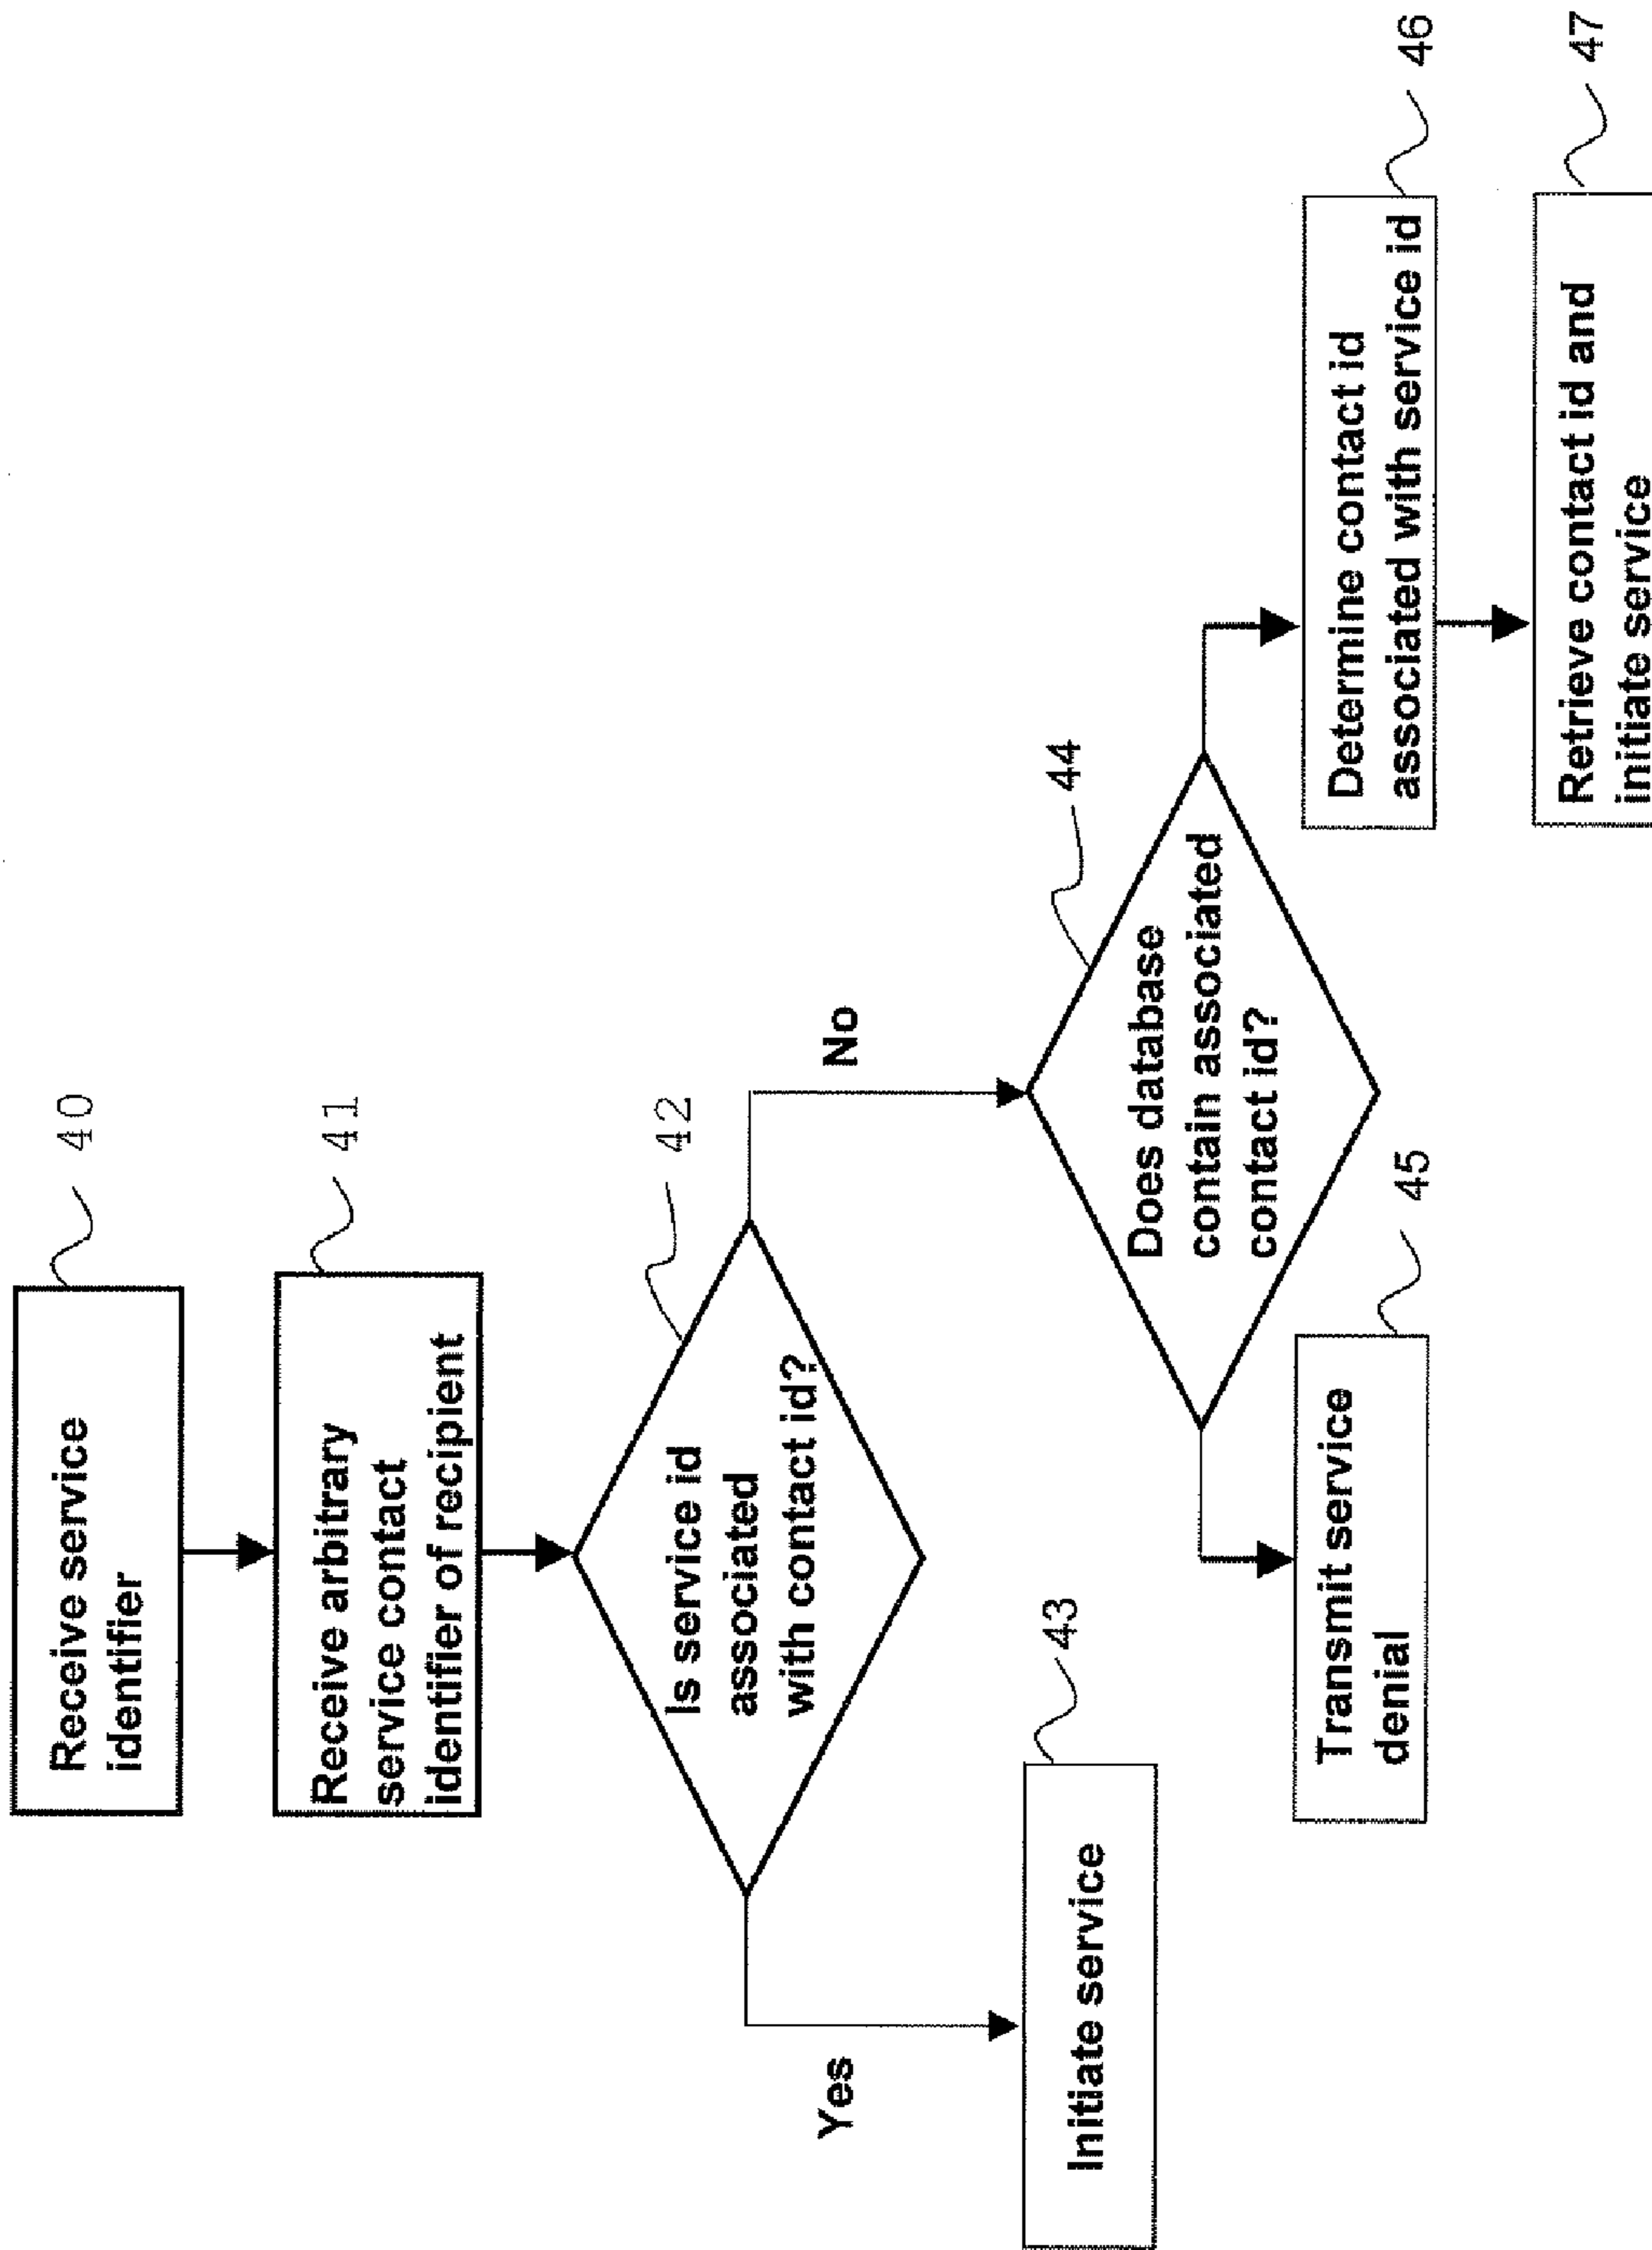 40
Receive service
identifier
41
Receive arbitrary
service contact
identifier of recipient
42
Is service id
associated
with contact id?
Yes
No
43
Initiate service
44
Does database
contain associated
contact id?
45
Transmit service
denial
46
Determine contact id
associated with service id
47
Retrieve contact id and
initiate service